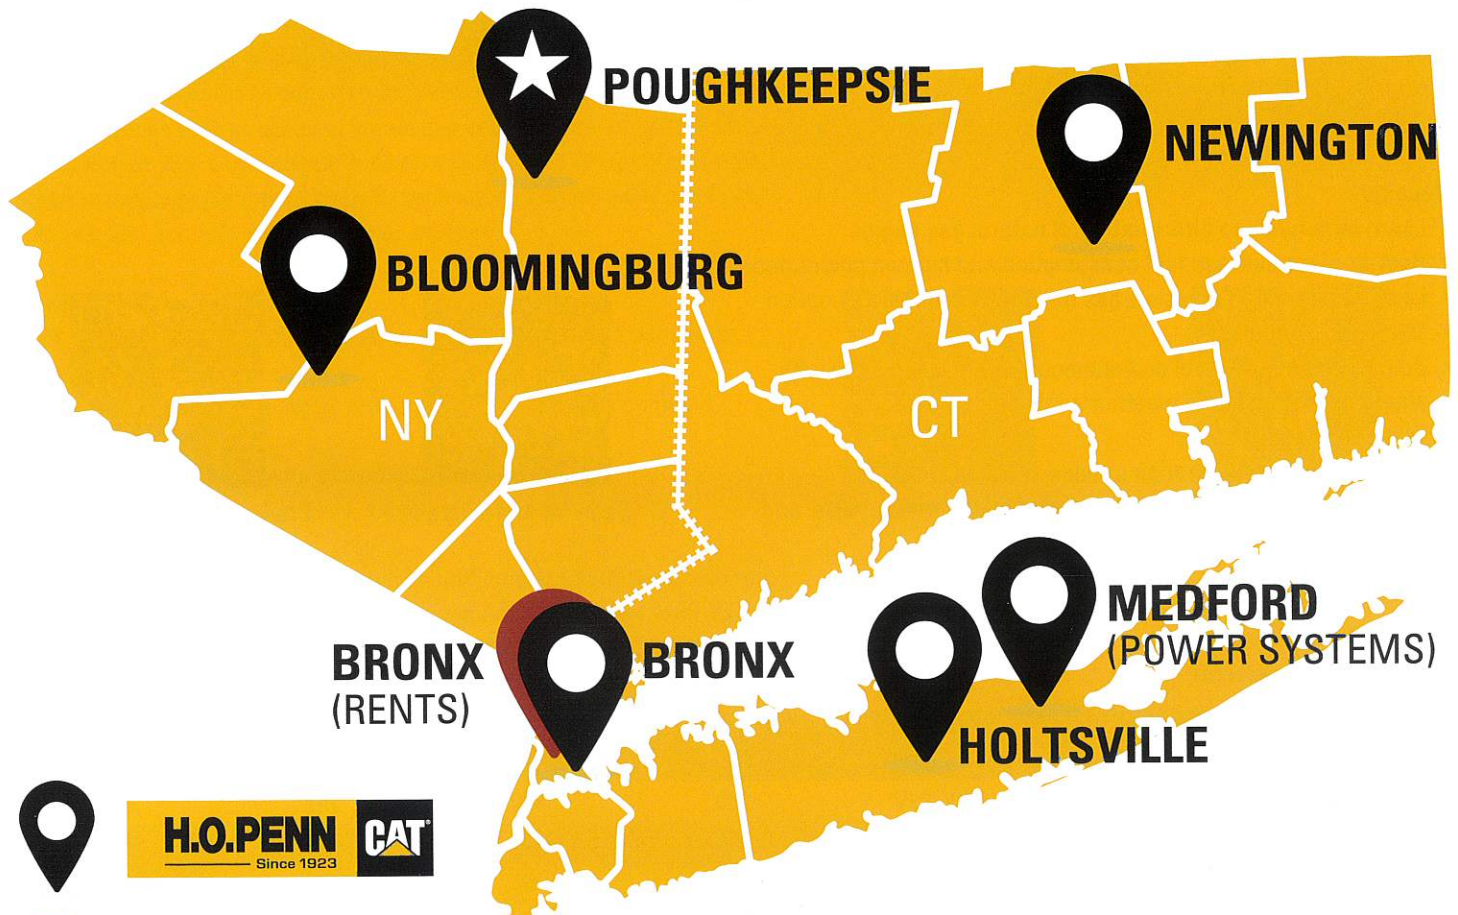 POUGHKEEPSIE
NEWINGTON
BLOOMINGBURG
NY
CT
BRONX
(RENTS)
BRONX
MEDFORD
(POWER SYSTEMS)
HOLTSVILLE
H.O.PENN
Since 1923
CAT®